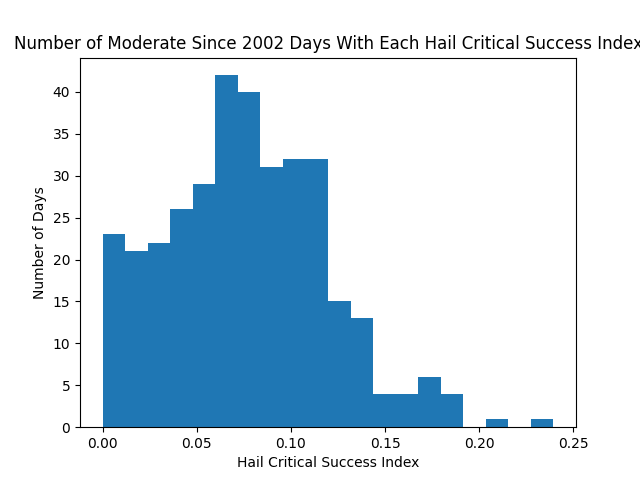 Number of Moderate Since 2002 Days With Each Hail Critical Success Index
40
35
30
25
20
15
10
5
0
Number of Days
0.00 0.05 0.10 0.15 0.20 0.25
Hail Critical Success Index